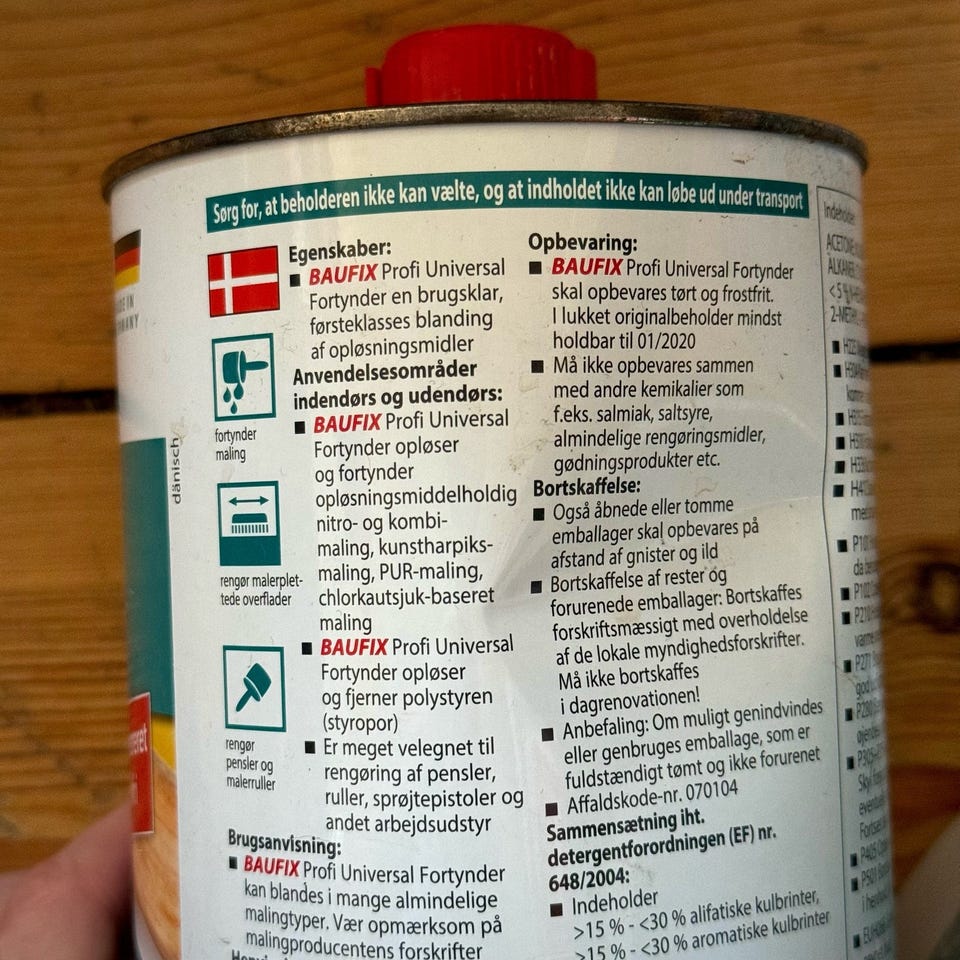 Sørg for, at beholderen ikke kan vælte, og at indholdet ikke kan løbe ud under transport
Egenskaber:
■ BAUFIX Profi Universal
Fortynder en brugsklar,
førsteklasses blanding
af opløsningsmidler
Anvendelsesområder
indendørs og udendørs:
■ BAUFIX Profi Universal
Fortynder opløser
og fortynder
opløsningsmiddelholdig
nitro- og kombi-
maling, kunstharpiks-
maling, PUR-maling,
chlorkautsjuk-baseret
maling
■ BAUFIX Profi Universal
Fortynder opløser
og fjerner polystyren
(styropor)
■ Er meget velegnet til
rengøring af pensler,
ruller, sprøjtepistoler og
andet arbejdsudstyr
Brugsanvisning:
■ BAUFIX Profi Universal Fortynder
kan blandes i mange almindelige
malingtyper. Vær opmærksom på
malingproducentens forskrifter
dänisch
fortynder
maling
rengør malerplet-
tede overflader
rengør
pensler og
malerruller
Opbevaring:
■ BAUFIX Profi Universal Fortynder
skal opbevares tørt og frostfrit.
I lukket originalbeholder mindst
holdbar til 01/2020
■ Må ikke opbevares sammen
med andre kemikalier som
f.eks. salmiak, saltsyre,
almindelige rengøringsmidler,
gødningsprodukter etc.
Bortskaffelse:
■ Også åbnede eller tomme
emballager skal opbevares på
afstand af gnister og ild
■ Bortskaffelse af rester og
forurenede emballager: Bortskaffes
forskriftsmæssigt med overholdelse
af de lokale myndighedsforskrifter.
Må ikke bortskaffes
i dagrenovationen!
■ Anbefaling: Om muligt genindvindes
eller genbruges emballage, som er
fuldstændigt tømt og ikke forurenet
■ Affaldskode-nr. 070104
Sammensætning iht.
detergentforordningen (EF) nr.
648/2004:
■ Indeholder
>15 % - <30 % alifatiske kulbrinter,
>15 % - <30 % aromatiske kulbrinter
Indeholder